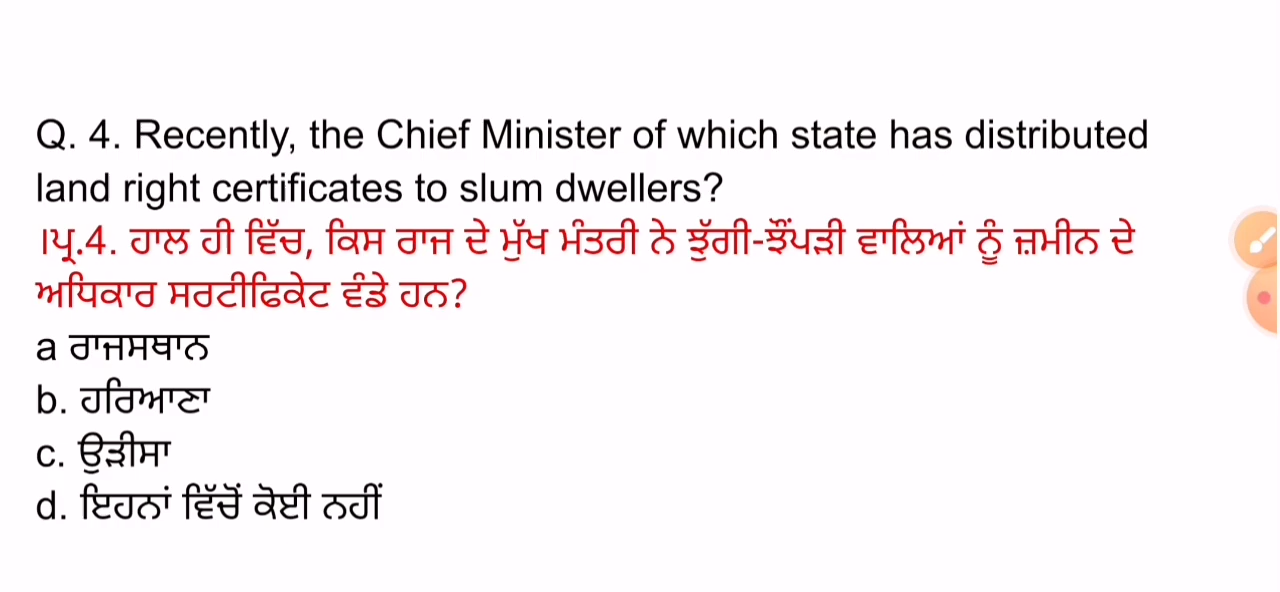 Q. 4. Recently, the Chief Minister of which state has distributed
land right certificates to slum dwellers?
।ਪ੍ਰ.4. ਹਾਲ ਹੀ ਵਿੱਚ, ਕਿਸ ਰਾਜ ਦੇ ਮੁੱਖ ਮੰਤਰੀ ਨੇ ਝੁੱਗੀ-ਝੌਂਪੜੀ ਵਾਲਿਆਂ ਨੂੰ ਜ਼ਮੀਨ ਦੇ
ਅਧਿਕਾਰ ਸਰਟੀਫਿਕੇਟ ਵੰਡੇ ਹਨ?
a ਰਾਜਸਥਾਨ
b. ਹਰਿਆਣਾ
c. ਉੜੀਸਾ
d. ਇਹਨਾਂ ਵਿੱਚੋਂ ਕੋਈ ਨਹੀਂ